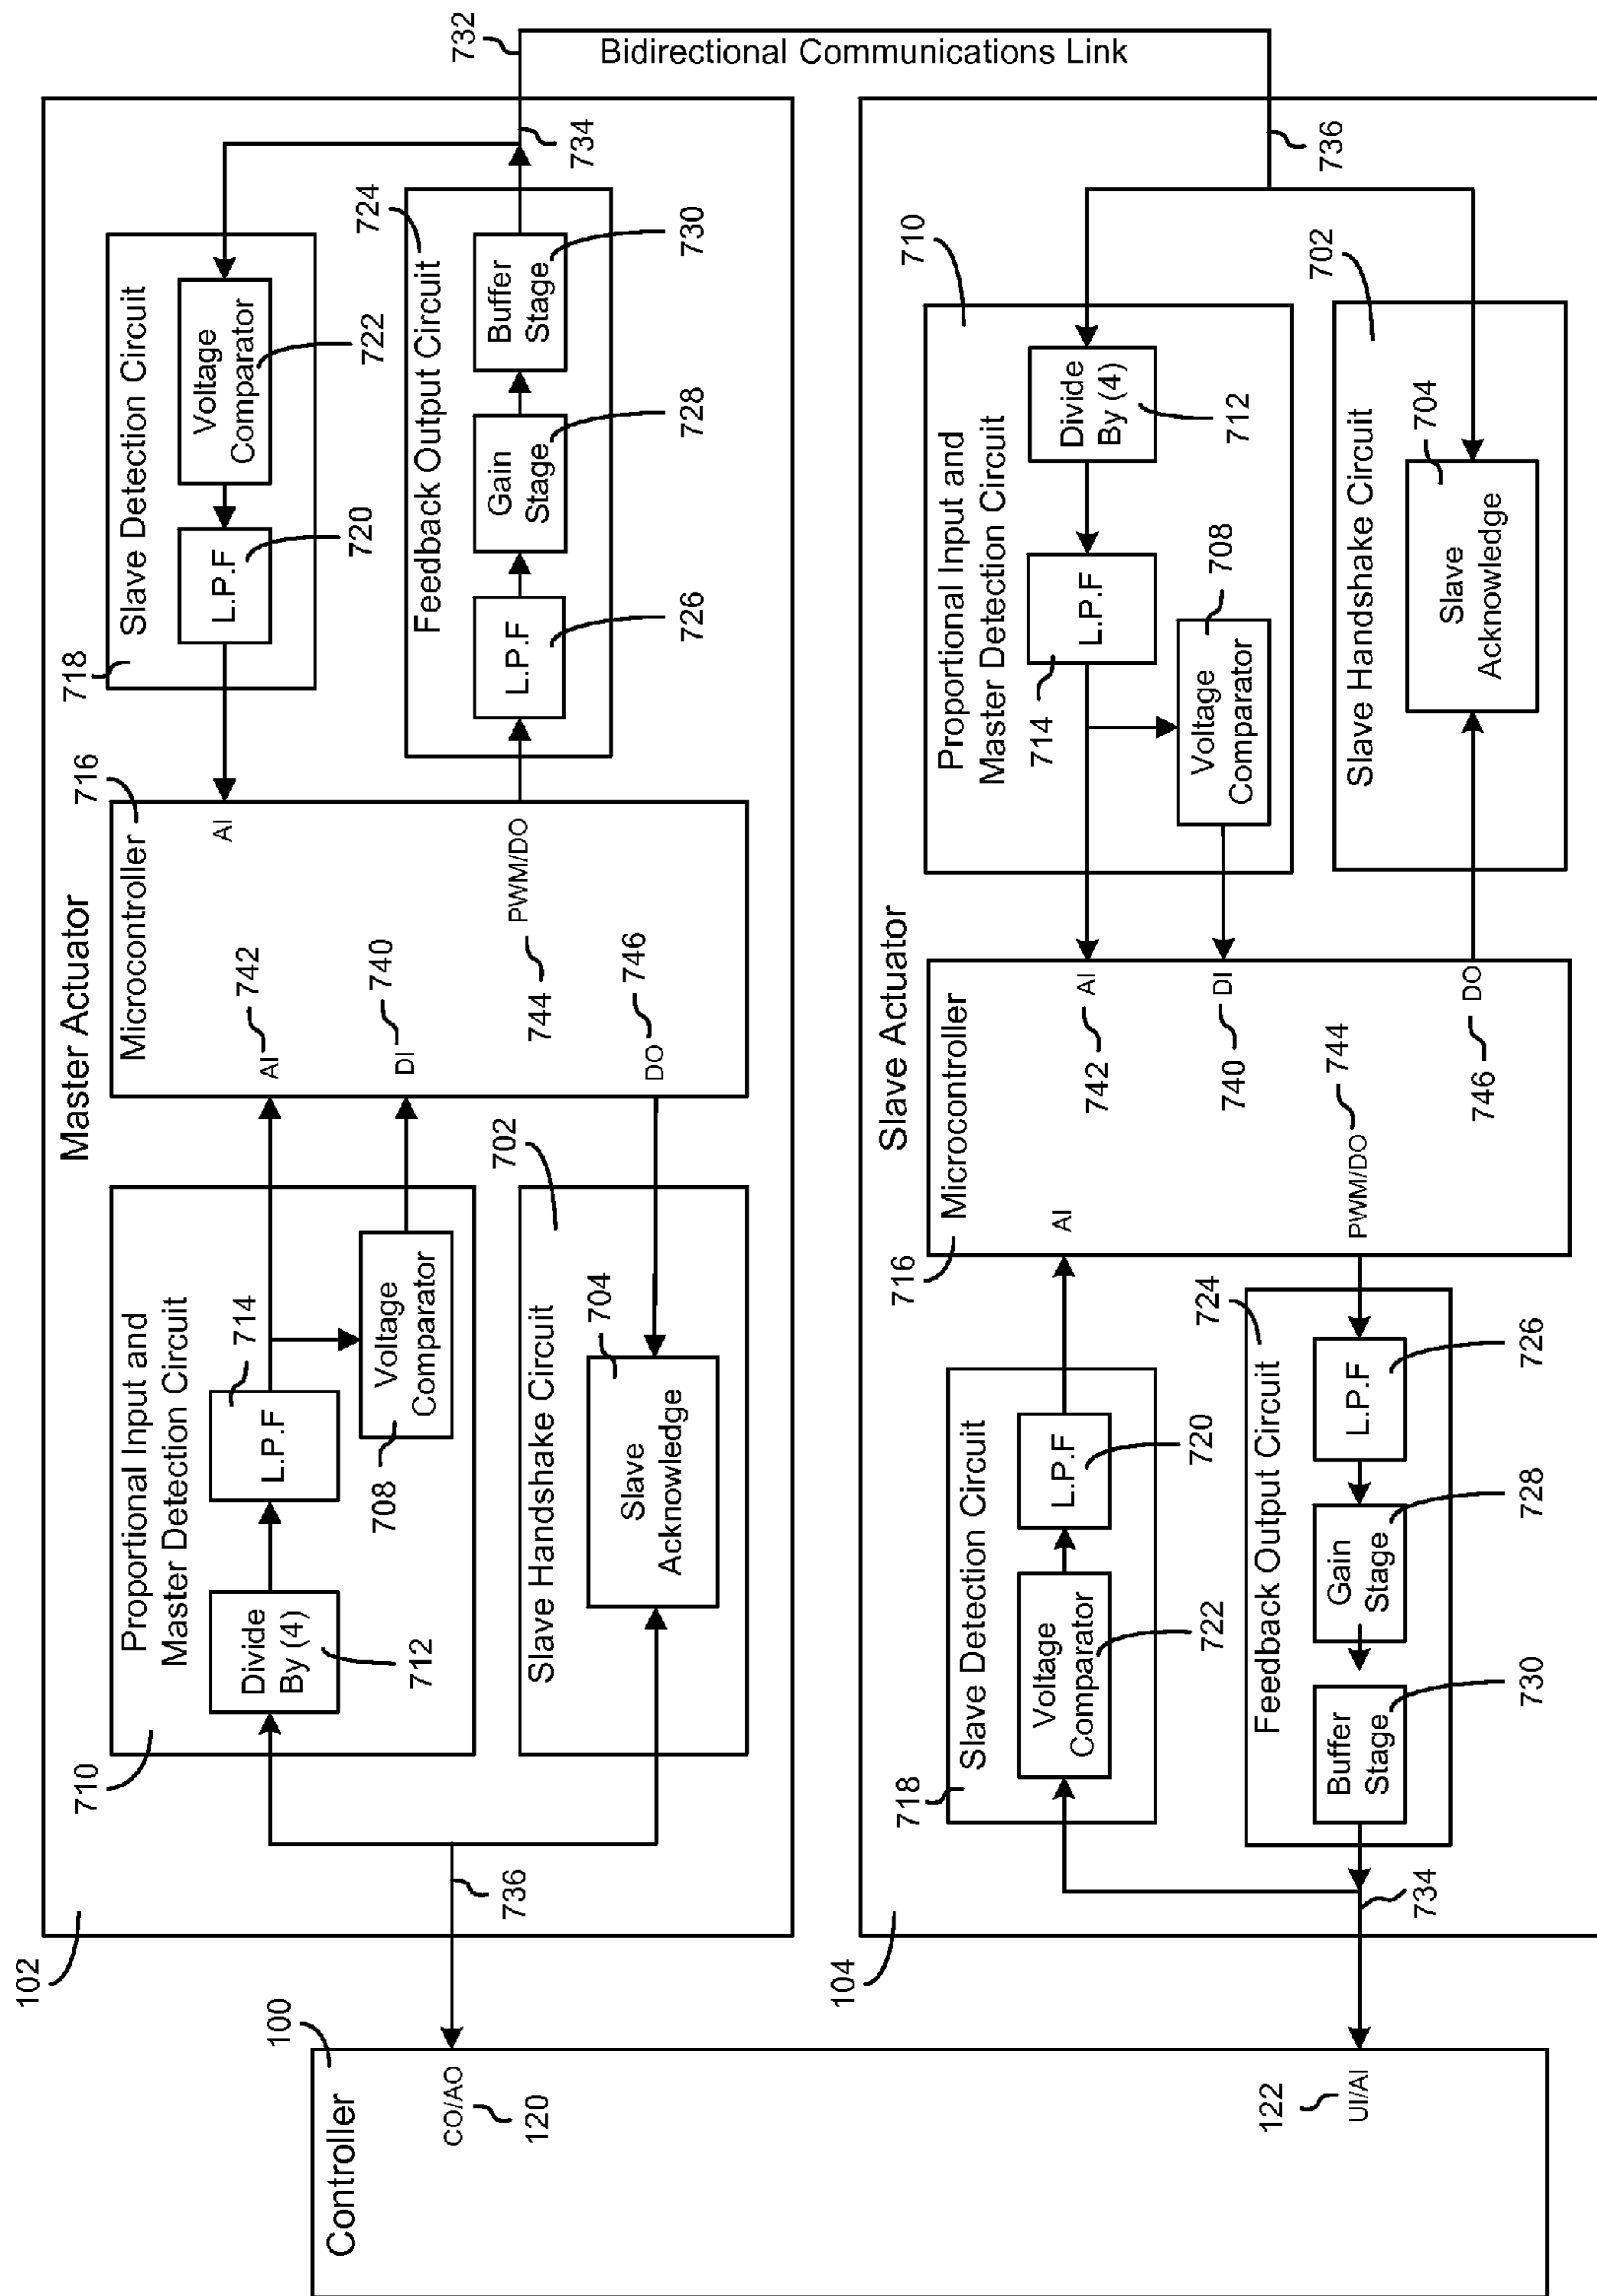 Controller
100
CO/AO
120
122
UI/AI
102
736
Master Actuator
710
Proportional Input and
Master Detection Circuit
Divide
By (4)
712
L.P.F
714
Voltage
Comparator
708
702
Slave Handshake Circuit
Slave
Acknowledge
704
Microcontroller
716
AI
742
DI
740
PWM/DO
744
DO
746
AI
718
Slave Detection Circuit
L.P.F
720
Voltage
Comparator
722
724
Feedback Output Circuit
L.P.F
726
Gain
Stage
728
Buffer
Stage
730
734
732
Bidirectional Communications Link
104
734
Slave Actuator
718
Slave Detection Circuit
Voltage
Comparator
722
L.P.F
720
724
Feedback Output Circuit
Buffer
Stage
730
Gain
Stage
728
L.P.F
726
716
Microcontroller
AI
PWM/DO
744
742
AI
740
DI
746
DO
710
Proportional Input and
Master Detection Circuit
714
L.P.F
Divide
By (4)
712
Voltage
Comparator
708
702
Slave Handshake Circuit
Slave
Acknowledge
704
736